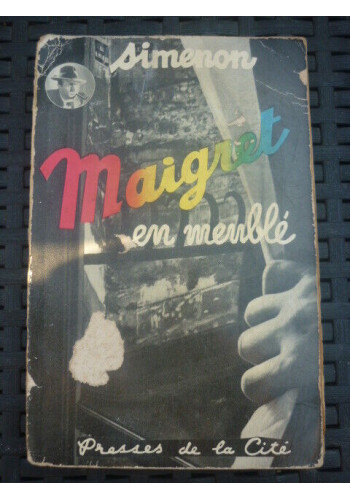 simenon
Maigret
en meublé
Presses de la Cité